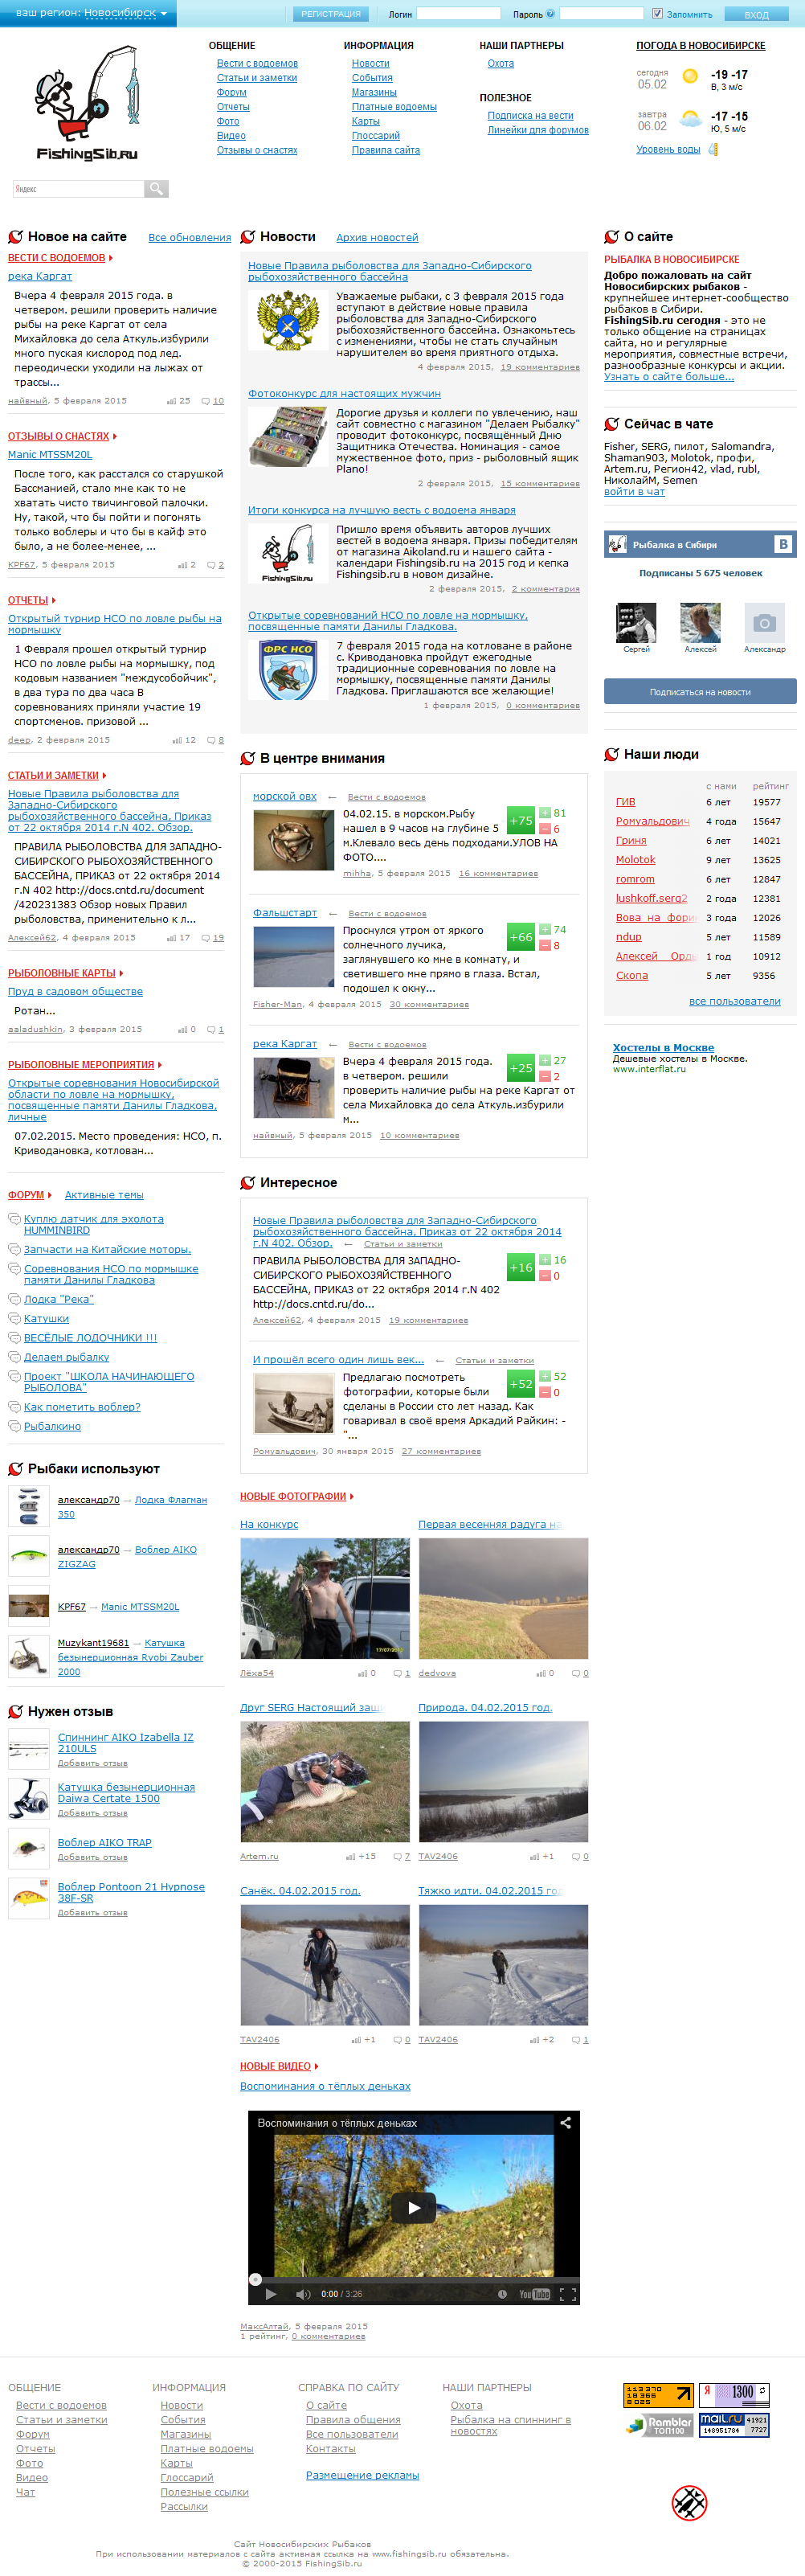 ваш регион: Новосибирск
РЕГИСТРАЦИЯ
Логин
Пароль
Запомнить
ВХОД
FishingSib.ru
Яндекс
ОБЩЕНИЕ
Вести с водоемов
Статьи и заметки
Форум
Отчеты
Фото
Видео
Отзывы о снастях
ИНФОРМАЦИЯ
Новости
События
Магазины
Платные водоемы
Карты
Глоссарий
Правила сайта
НАШИ ПАРТНЕРЫ
Охота
ПОЛЕЗНОЕ
Подписка на вести
Линейки для форумов
ПОГОДА В НОВОСИБИРСКЕ
сегодня
05.02
-19 -17
В, 3 м/с
завтра
06.02
-17 -15
Ю, 5 м/с
Уровень воды
Новое на сайте
Все обновления
ВЕСТИ С ВОДОЕМОВ
река Каргат
Вчера 4 февраля 2015 года. в
четвером. решили проверить наличие
рыбы на реке Каргат от села
Михайловка до села Аткуль.избурили
много пуская кислород под лед.
переодически уходили на лыжах от
трассы...
найвный, 5 февраля 2015
25
10
ОТЗЫВЫ О СНАСТЯХ
Manic MTSSM20L
После того, как расстался со старушкой
Бассманией, стало мне как то не
хватать чисто твичинговой палочки.
Ну, такой, что бы пойти и погонять
только воблеры и что бы в кайф это
было, а не более-менее, ...
KPF67, 5 февраля 2015
2
2
ОТЧЕТЫ
Открытый турнир НСО по ловле рыбы на
мормышку
1 Февраля прошел открытый турнир
НСО по ловле рыбы на мормышку, под
кодовым названием "междусобойчик",
в два тура по два часа В
соревнованиях приняли участие 19
спортсменов. призовой ...
deep, 2 февраля 2015
12
8
СТАТЬИ И ЗАМЕТКИ
Новые Правила рыболовства для
Западно-Сибирского
рыбохозяйственного бассейна, Приказ
от 22 октября 2014 г.N 402. Обзор.
ПРАВИЛА РЫБОЛОВСТВА ДЛЯ ЗАПАДНО-
СИБИРСКОГО РЫБОХОЗЯЙСТВЕННОГО
БАССЕЙНА, ПРИКАЗ от 22 октября 2014
г.N 402 http://docs.cntd.ru/document
/420231383 Обзор новых Правил
рыболовства, применительно к л...
Алексей62, 4 февраля 2015
17
19
РЫБОЛОВНЫЕ КАРТЫ
Пруд в садовом обществе
Ротан...
aaladushkin, 3 февраля 2015
0
1
РЫБОЛОВНЫЕ МЕРОПРИЯТИЯ
Открытые соревнования Новосибирской
области по ловле на мормышку,
посвященные памяти Данилы Гладкова,
личные
07.02.2015. Место проведения: НСО, п.
Криводановка, котлован...
ФОРУМ
Активные темы
Куплю датчик для эхолота
HUMMINBIRD
Запчасти на Китайские моторы.
Соревнования НСО по мормышке
памяти Данилы Гладкова
Лодка "Река"
Катушки
ВЕСЁЛЫЕ ЛОДОЧНИКИ !!!
Делаем рыбалку
Проект "ШКОЛА НАЧИНАЮЩЕГО
РЫБОЛОВА"
Как пометить воблер?
Рыбалкино
Рыбаки используют
александр70 → Лодка Флагман
350
александр70 → Воблер AIKO
ZIGZAG
KPF67 → Manic MTSSM20L
Muzykant19681 → Катушка
безынерционная Ryobi Zauber
2000
Нужен отзыв
Спиннинг AIKO Izabella IZ
210ULS
Добавить отзыв
Катушка безынерционная
Daiwa Certate 1500
Добавить отзыв
Воблер AIKO TRAP
Добавить отзыв
Воблер Pontoon 21 Hypnose
38F-SR
Добавить отзыв
Новости
Архив новостей
Новые Правила рыболовства для Западно-Сибирского
рыбохозяйственного бассейна
Уважаемые рыбаки, с 3 февраля 2015 года
вступают в действие новые правила
рыболовства для Западно-Сибирского
рыбохозяйственного бассейна. Ознакомьтесь
с изменениями, чтобы не стать случайным
нарушителем во время приятного отдыха.
4 февраля 2015, 19 комментариев
Фотоконкурс для настоящих мужчин
Дорогие друзья и коллеги по увлечению, наш
сайт совместно с магазином "Делаем Рыбалку"
проводит фотоконкурс, посвящённый Дню
Защитника Отечества. Номинация - самое
мужественное фото, приз - рыболовный ящик
Plano!
2 февраля 2015, 15 комментариев
Итоги конкурса на лучшую весть с водоема января
FishingSib.ru
Пришло время объявить авторов лучших
вестей в водоема января. Призы победителям
от магазина Aikoland.ru и нашего сайта -
календари Fishingsib.ru на 2015 год и кепка
Fishingsib.ru в новом дизайне.
2 февраля 2015, 2 комментария
Открытые соревнований НСО по ловле на мормышку,
посвященные памяти Данилы Гладкова.
ФРС НСО
7 февраля 2015 года на котловане в районе
с. Криводановка пройдут ежегодные
традиционные соревнования по ловле на
мормышку, посвященные памяти Данилы
Гладкова. Приглашаются все желающие!
1 февраля 2015, 0 комментариев
В центре внимания
морской овх ← Вести с водоемов
04.02.15. в морском.Рыбу
нашел в 9 часов на глубине 5
м.Клевало весь день подходами.УЛОВ НА
ФОТО....
+75
81
6
mihha, 5 февраля 2015 16 комментариев
Фальшстарт ← Вести с водоемов
Проснулся утром от яркого
солнечного лучика,
заглянувшего ко мне в комнату, и
светившего мне прямо в глаза. Встал,
подошел к окну...
+66
74
8
Fisher-Man, 4 февраля 2015 30 комментариев
река Каргат ← Вести с водоемов
Вчера 4 февраля 2015 года.
в четвером. решили
проверить наличие рыбы на реке Каргат от
села Михайловка до села Аткуль.избурили
м...
+25
27
2
найвный, 5 февраля 2015 10 комментариев
Интересное
Новые Правила рыболовства для Западно-Сибирского
рыбохозяйственного бассейна, Приказ от 22 октября 2014
г.N 402. Обзор. ← Статьи и заметки
ПРАВИЛА РЫБОЛОВСТВА ДЛЯ ЗАПАДНО-
СИБИРСКОГО РЫБОХОЗЯЙСТВЕННОГО
БАССЕЙНА, ПРИКАЗ от 22 октября 2014 г.N 402
http://docs.cntd.ru/do...
+16
16
0
Алексей62, 4 февраля 2015 19 комментариев
И прошёл всего один лишь век... ← Статьи и заметки
Предлагаю посмотреть
фотографии, которые были
сделаны в России сто лет назад. Как
говаривал в своё время Аркадий Райкин: -
"...
+52
52
0
Ромуальдович, 30 января 2015 27 комментариев
НОВЫЕ ФОТОГРАФИИ
На конкурс
Лёха54
0
1
Первая весенняя радуга на
dedvova
0
0
Друг SERG Настоящий защи
Artem.ru
+15
7
Природа. 04.02.2015 год.
TAV2406
+1
0
Санёк. 04.02.2015 год.
TAV2406
+1
0
Тяжко идти. 04.02.2015 год
TAV2406
+2
1
НОВЫЕ ВИДЕО
Воспоминания о тёплых деньках
Воспоминания о тёплых деньках
0:00 / 3:26
YouTube
МаксАлтай, 5 февраля 2015
1 рейтинг, 0 комментариев
О сайте
РЫБАЛКА В НОВОСИБИРСКЕ
Добро пожаловать на сайт
Новосибирских рыбаков -
крупнейшее интернет-сообщество
рыбаков в Сибири.
FishingSib.ru сегодня - это не
только общение на страницах
сайта, но и регулярные
мероприятия, совместные встречи,
разнообразные конкурсы и акции.
Узнать о сайте больше...
Сейчас в чате
Fisher, SERG, пилот, Salomandra,
Shaman903, Molotok, профи,
Artem.ru, Регион42, vlad, rubl,
НиколайМ, Semen
войти в чат
Рыбалка в Сибири
В
Подписаны 5 675 человек
Сергей
Алексей
Александр
Подписаться на новости
Наши люди
с нами рейтинг
ГИВ 6 лет 19577
Ромуальдович 4 года 15647
Гриня 6 лет 14021
Molotok 9 лет 13625
romrom 6 лет 12847
lushkoff.serg2 2 года 12381
Вова на фори 3 года 12026
ndup 5 лет 11589
Алексей Орды 1 год 10912
Скопа 5 лет 9356
все пользователи
Хостелы в Москве
Дешевые хостелы в Москве.
www.interflat.ru
ОБЩЕНИЕ
Вести с водоемов
Статьи и заметки
Форум
Отчеты
Фото
Видео
Чат
ИНФОРМАЦИЯ
Новости
События
Магазины
Платные водоемы
Карты
Глоссарий
Полезные ссылки
Рассылки
СПРАВКА ПО САЙТУ
О сайте
Правила общения
Все пользователи
Контакты
Размещение рекламы
НАШИ ПАРТНЕРЫ
Охота
Рыбалка на спиннинг в
новостях
Я 1300
Rambler
ТОП100
mail.ru 41921
148951784 7727
Сайт Новосибирских Рыбаков
При использовании материалов с сайта активная ссылка на www.fishingsib.ru обязательна.
© 2000-2015 FishingSib.ru